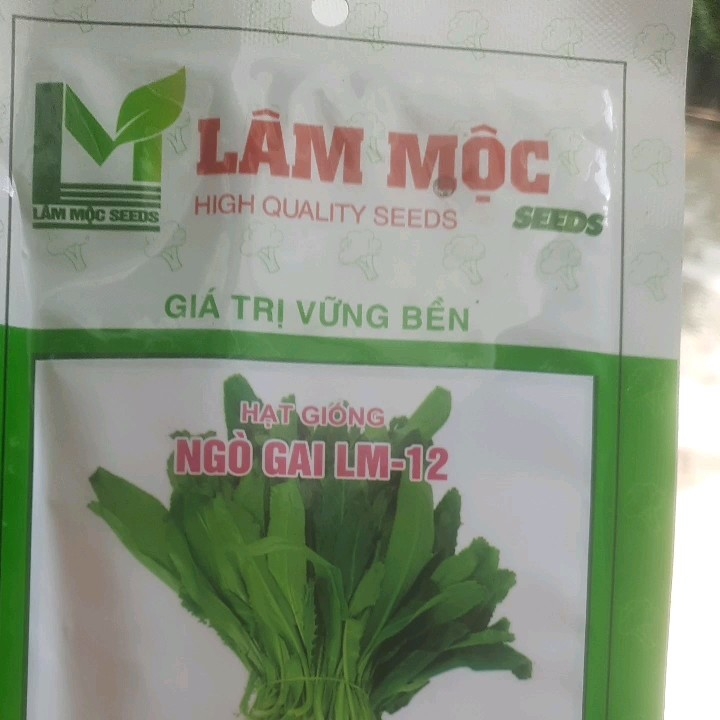 LÂM MỘC SEEDS
LÂM MỘC
HIGH QUALITY SEEDS
SEEDS
GIÁ TRỊ VỮNG BỀN
HẠT GIỐNG
NGÒ GAI LM-12